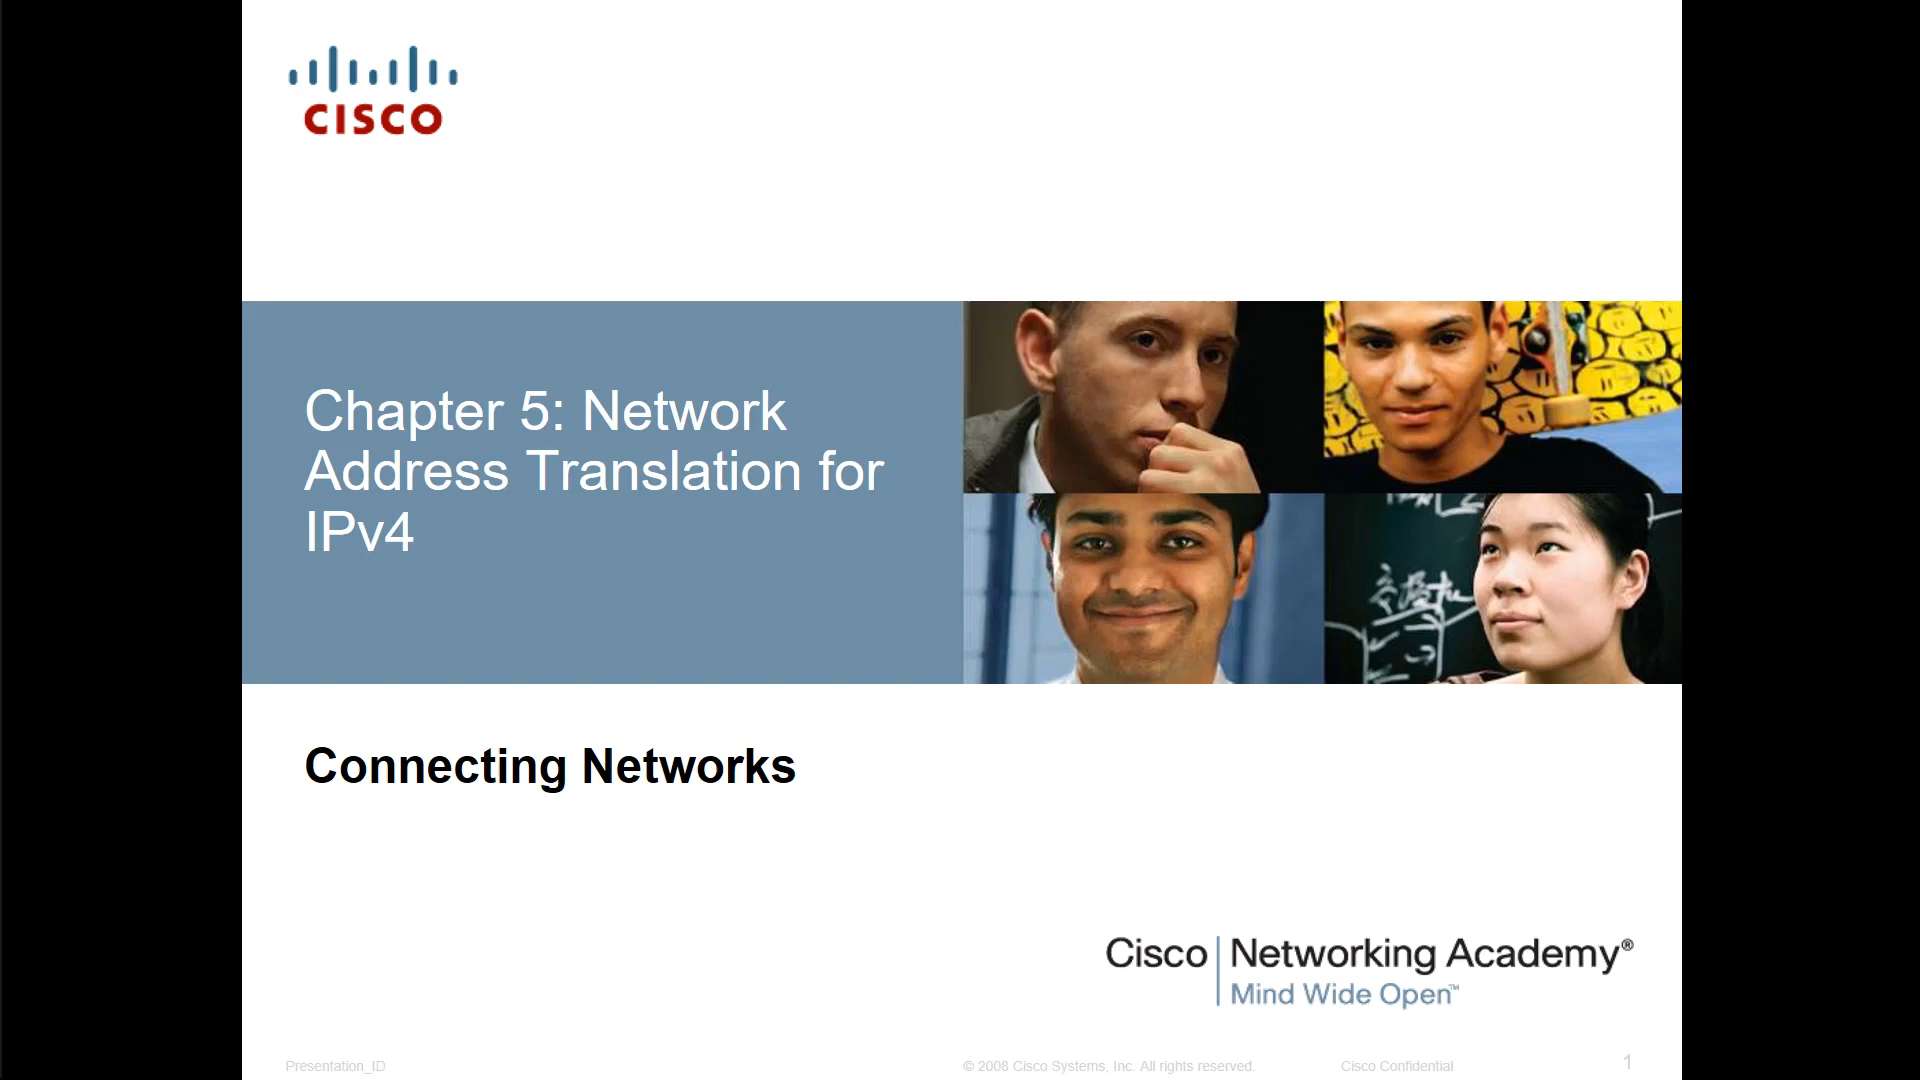 CISCO
Chapter 5: Network
Address Translation for
IPv4
Connecting Networks
Cisco Networking Academy®
Mind Wide Open™
Presentation_ID
© 2008 Cisco Systems, Inc. All rights reserved.
Cisco Confidential
1